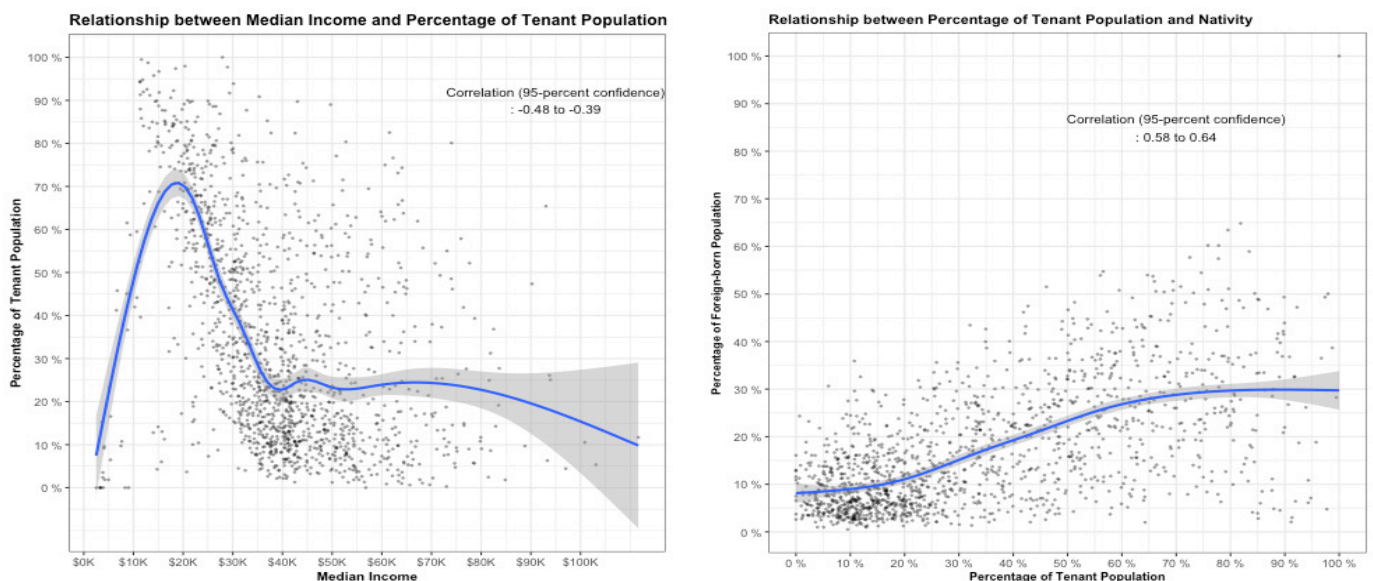 Relationship between Median Income and Percentage of Tenant Population
100 %
90 %
80 %
70 %
60 %
50 %
40 %
30 %
20 %
10 %
0 %
Percentage of Tenant Population
Correlation (95-percent confidence)
: -0.48 to -0.39
$0K $10K $20K $30K $40K $50K $60K $70K $80K $90K $100K
Median Income
Relationship between Percentage of Tenant Population and Nativity
100 %
90 %
80 %
70 %
60 %
50 %
40 %
30 %
20 %
10 %
0 %
Percentage of Foreign-born Population
Correlation (95-percent confidence)
: 0.58 to 0.64
0 % 10 % 20 % 30 % 40 % 50 % 60 % 70 % 80 % 90 % 100 %
Percentage of Tenant Population